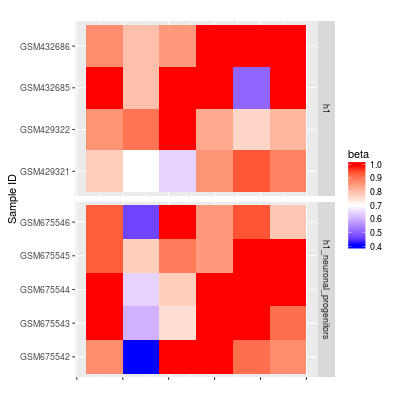 Sample ID
GSM432686
GSM432685
GSM429322
GSM429321
h1
GSM675546
GSM675545
GSM675544
GSM675543
GSM675542
h1_neuronal_progenitors
beta
1.0
0.9
0.8
0.7
0.6
0.5
0.4